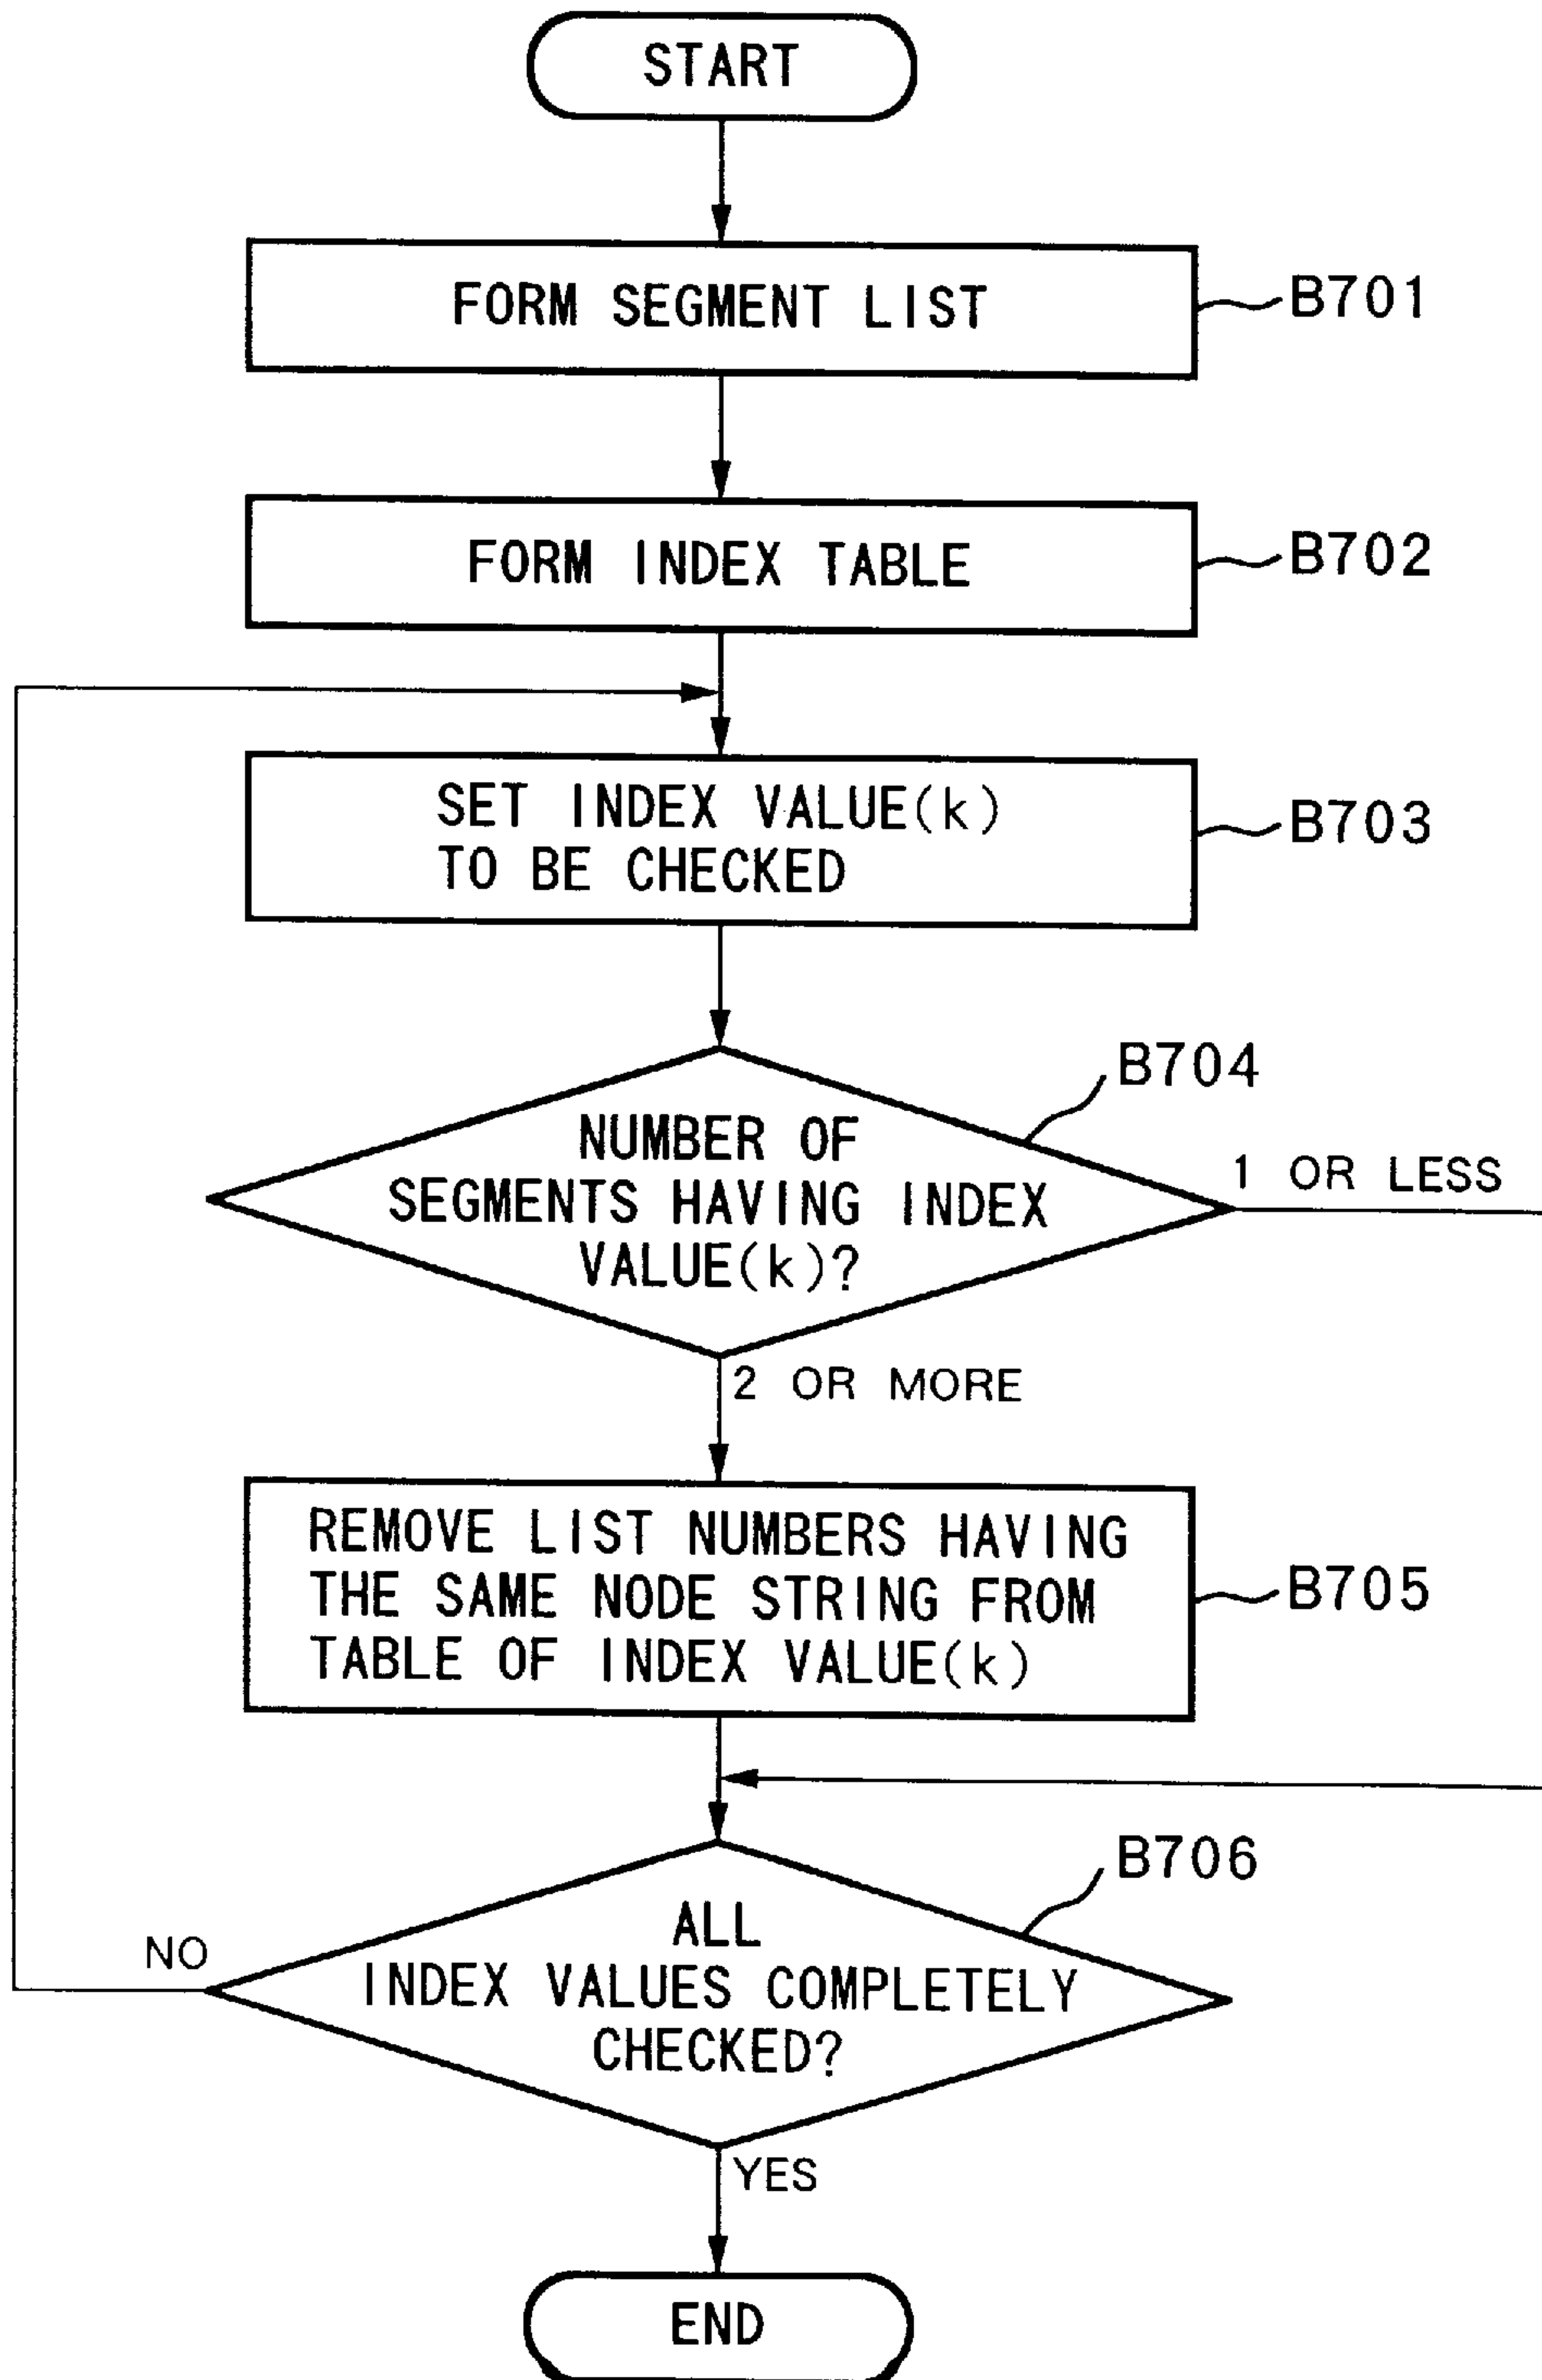 START
FORM SEGMENT LIST
B701
FORM INDEX TABLE
B702
SET INDEX VALUE(k)
TO BE CHECKED
B703
B704
NUMBER OF
SEGMENTS HAVING INDEX
VALUE(k)?
1 OR LESS
2 OR MORE
REMOVE LIST NUMBERS HAVING
THE SAME NODE STRING FROM
TABLE OF INDEX VALUE(k)
B705
B706
ALL
INDEX VALUES COMPLETELY
CHECKED?
NO
YES
END